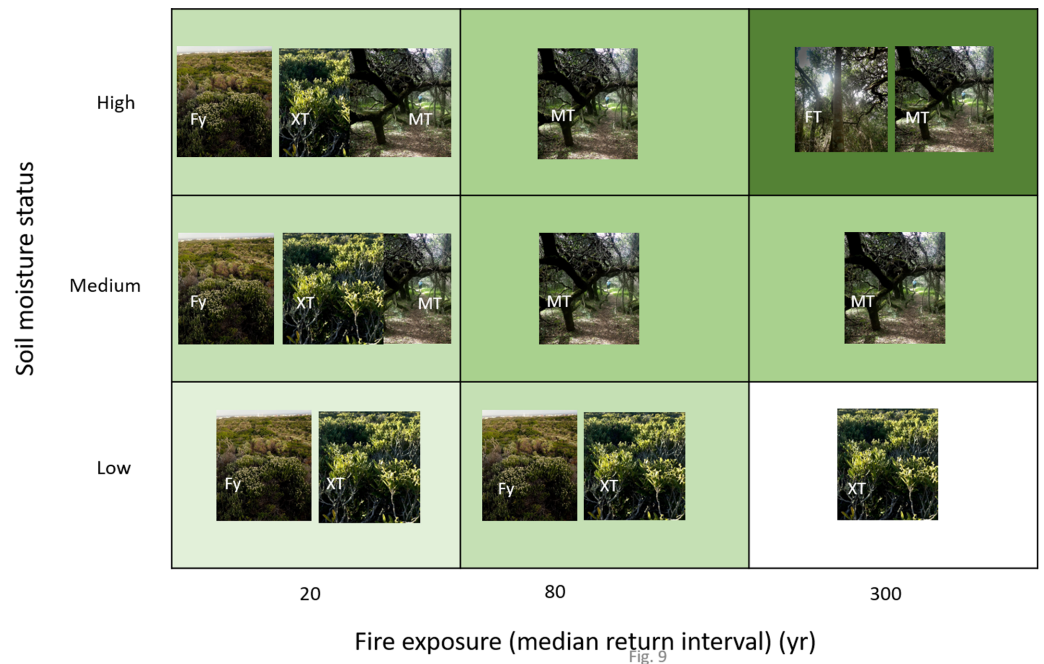 High
Fy
XT
MT
MT
FT
MT
Soil moisture status
Medium
Fy
XT
MT
MT
MT
Low
Fy
XT
Fy
XT
XT
20
80
300
Fire exposure (median return interval) (yr)
Fig. 9